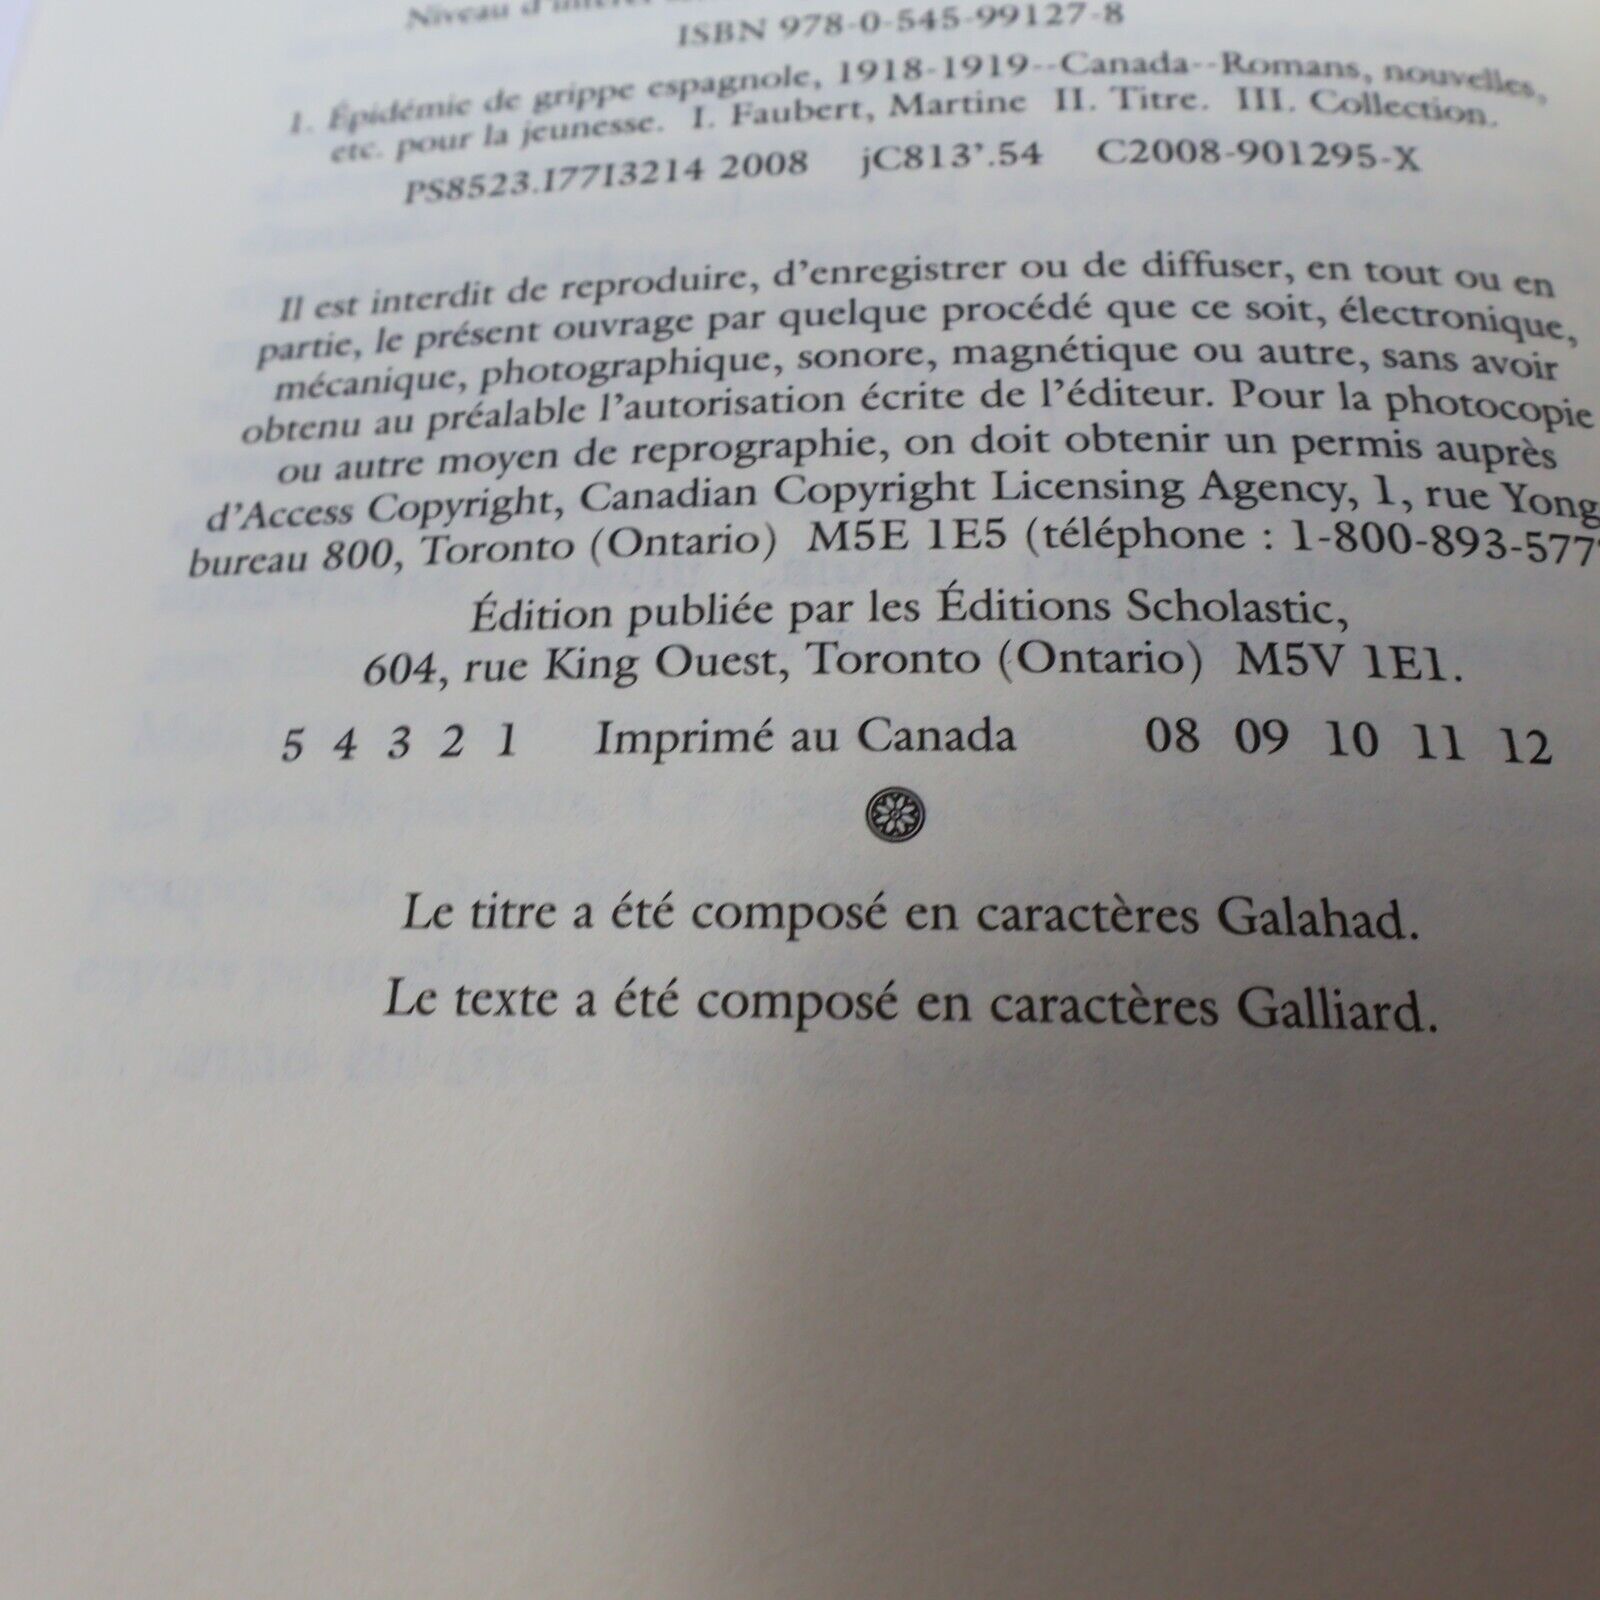 Niveau d'intérêt
ISBN 978-0-545-99127-8
1. Épidémie de grippe espagnole, 1918-1919--Canada--Romans, nouvelles,
etc. pour la jeunesse. I. Faubert, Martine II. Titre. III. Collection.
PS8523.I77I3214 2008 jC813'.54 C2008-901295-X
Il est interdit de reproduire, d'enregistrer ou de diffuser, en tout ou en
partie, le présent ouvrage par quelque procédé que ce soit, électronique,
mécanique, photographique, sonore, magnétique ou autre, sans avoir
obtenu au préalable l'autorisation écrite de l'éditeur. Pour la photocopie
ou autre moyen de reprographie, on doit obtenir un permis auprès
d'Access Copyright, Canadian Copyright Licensing Agency, 1, rue Yong
bureau 800, Toronto (Ontario) M5E 1E5 (téléphone : 1-800-893-577
Édition publiée par les Éditions Scholastic,
604, rue King Ouest, Toronto (Ontario) M5V 1E1.
5 4 3 2 1 Imprimé au Canada 08 09 10 11 12
Le titre a été composé en caractères Galahad.
Le texte a été composé en caractères Galliard.